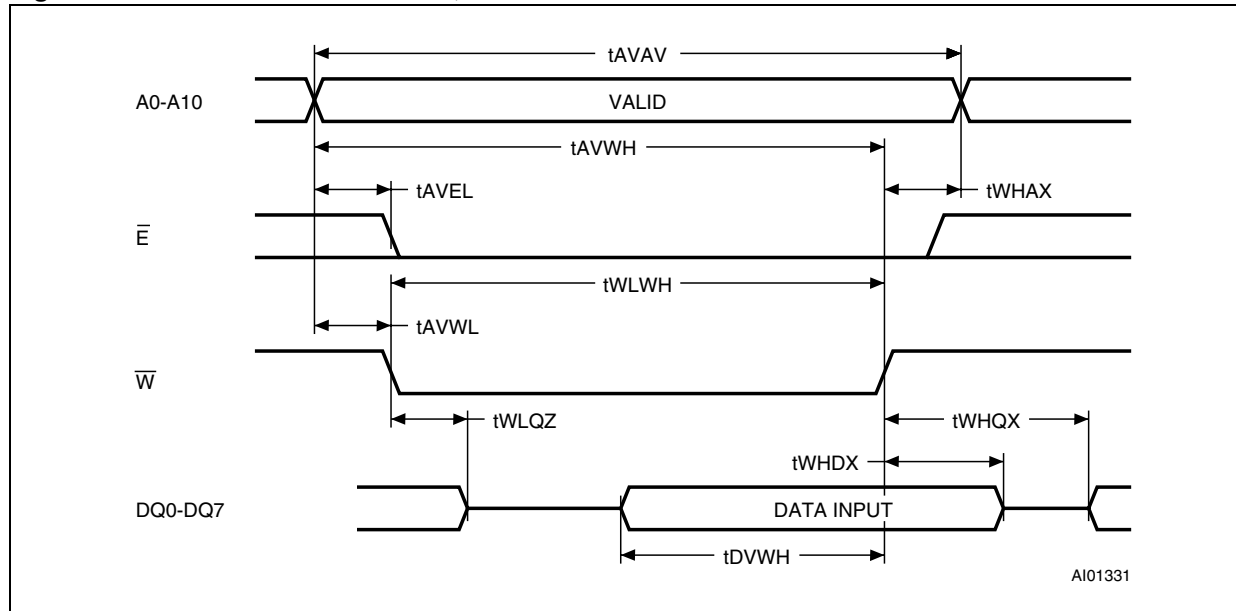 tAVAV
A0-A10
VALID
tAVWH
tAVEL
tWHAX
E̅
tWLWH
tAVWL
W̅
tWLQZ
tWHQX
tWHDX
DQ0-DQ7
DATA INPUT
tDVWH
AI01331